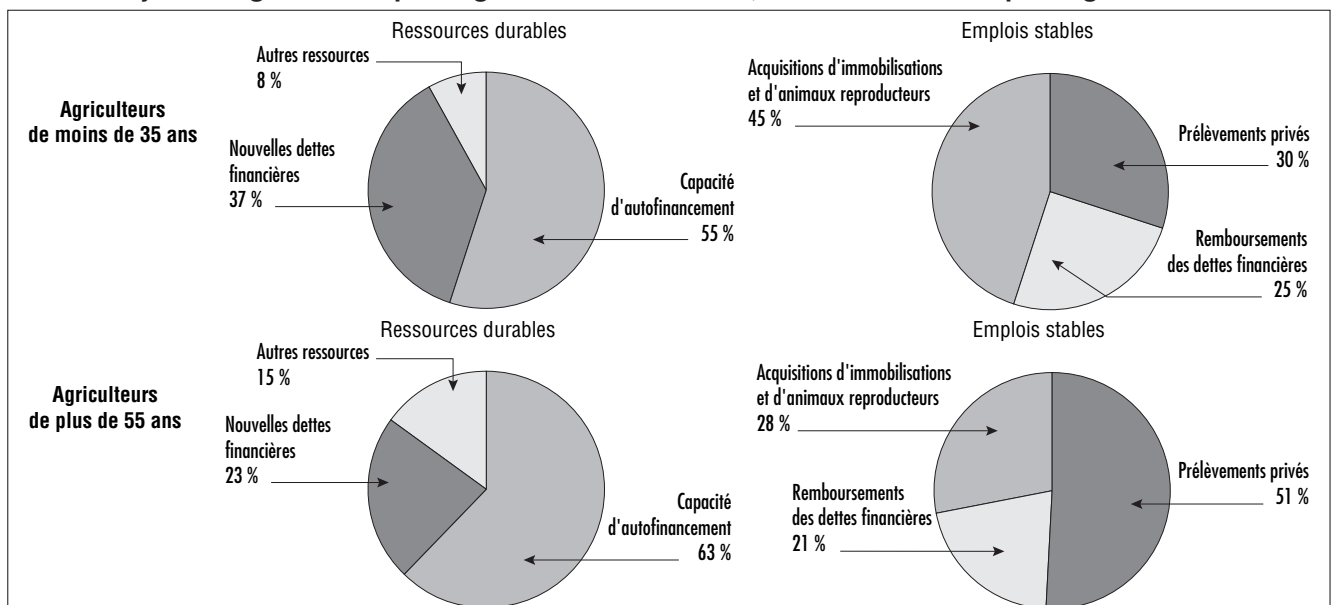 Ressources durables
Emplois stables
Agriculteurs
de moins de 35 ans
Autres ressources
8 %
Nouvelles dettes
financières
37 %
Capacité
d'autofinancement
55 %
Acquisitions d'immobilisations
et d'animaux reproducteurs
45 %
Prélèvements privés
30 %
Remboursements
des dettes financières
25 %
Ressources durables
Emplois stables
Agriculteurs
de plus de 55 ans
Autres ressources
15 %
Nouvelles dettes
financières
23 %
Capacité
d'autofinancement
63 %
Acquisitions d'immobilisations
et d'animaux reproducteurs
28 %
Remboursements
des dettes financières
21 %
Prélèvements privés
51 %